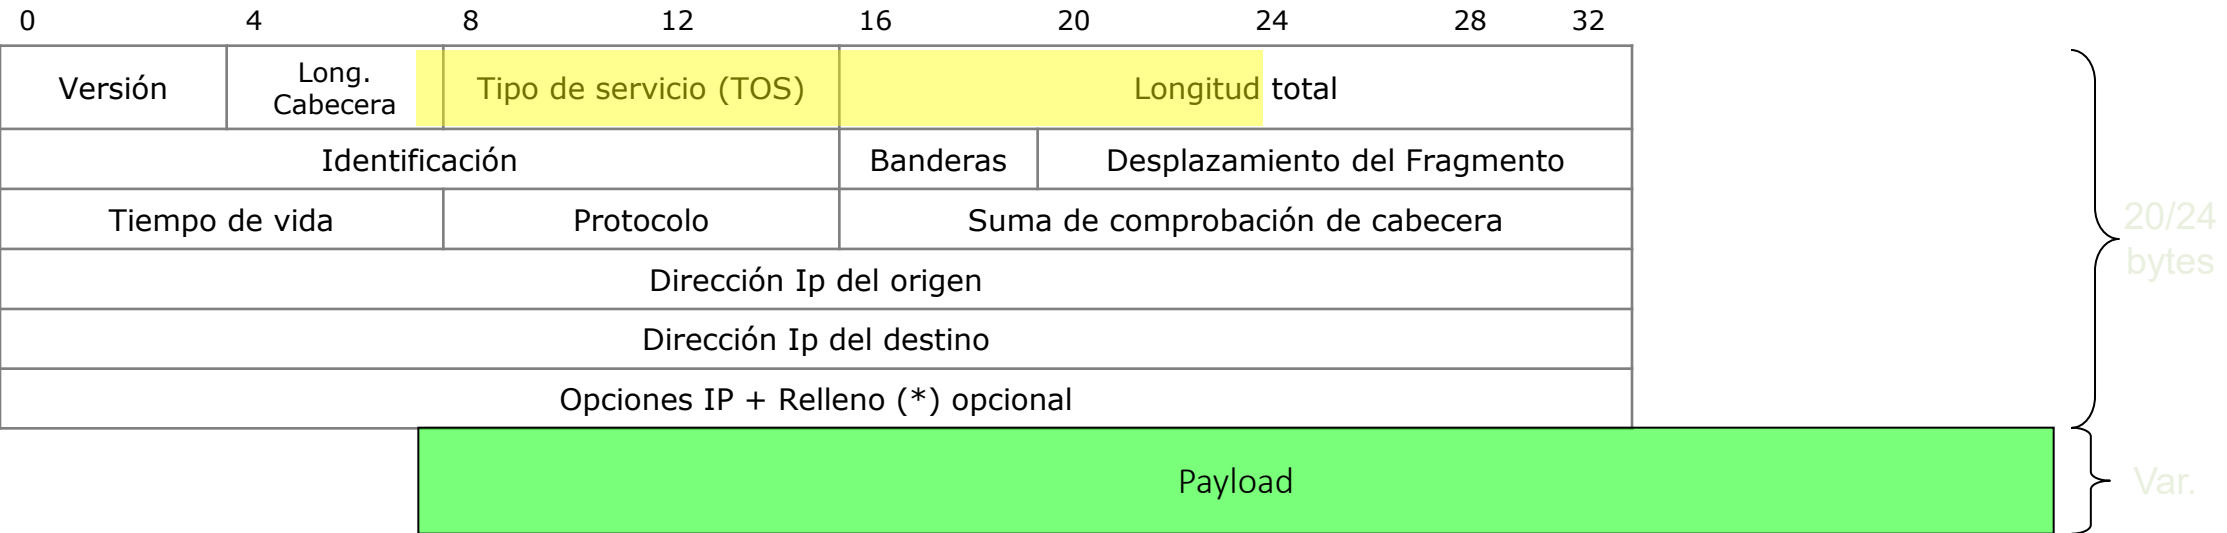 0 4 8 12 16 20 24 28 32
Versión Long. Cabecera Tipo de servicio (TOS) Longitud total
Identificación Banderas Desplazamiento del Fragmento
Tiempo de vida Protocolo Suma de comprobación de cabecera
Dirección Ip del origen
Dirección Ip del destino
Opciones IP + Relleno (*) opcional
20/24
bytes
Payload
Var.